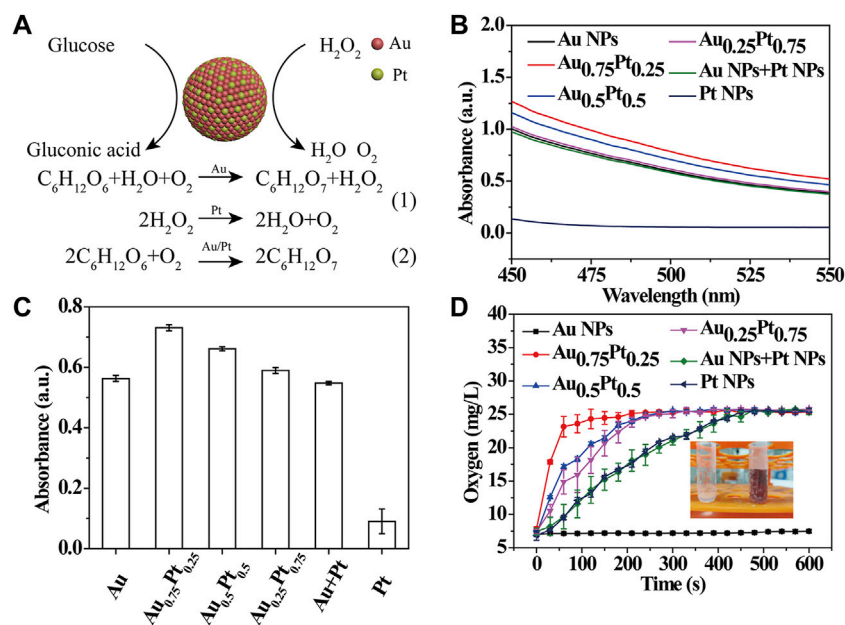 A
Glucose
H₂O₂
Au
Pt
Gluconic acid
H₂O O₂
C₆H₁₂O₆+H₂O+O₂ Au C₆H₁₂O₇+H₂O₂
(1)
2H₂O₂ Pt 2H₂O+O₂
2C₆H₁₂O₆+O₂ Au/Pt 2C₆H₁₂O₇ (2)
B
Au NPs
Au0.75Pt0.25
Au0.5Pt0.5
Au0.25Pt0.75
Au NPs+Pt NPs
Pt NPs
2.0
1.5
1.0
0.5
0.0
Absorbance (a.u.)
450 475 500 525 550
Wavelength (nm)
C
0.8
0.6
0.4
0.2
0.0
Absorbance (a.u.)
Au
Au0.75Pt0.25
Au0.5Pt0.5
Au0.25Pt0.75
Au+Pt
Pt
D
Au NPs
Au0.75Pt0.25
Au0.5Pt0.5
Au0.25Pt0.75
Au NPs+Pt NPs
Pt NPs
40
35
30
25
20
15
10
5
Oxygen (mg/L)
0 100 200 300 400 500 600
Time (s)